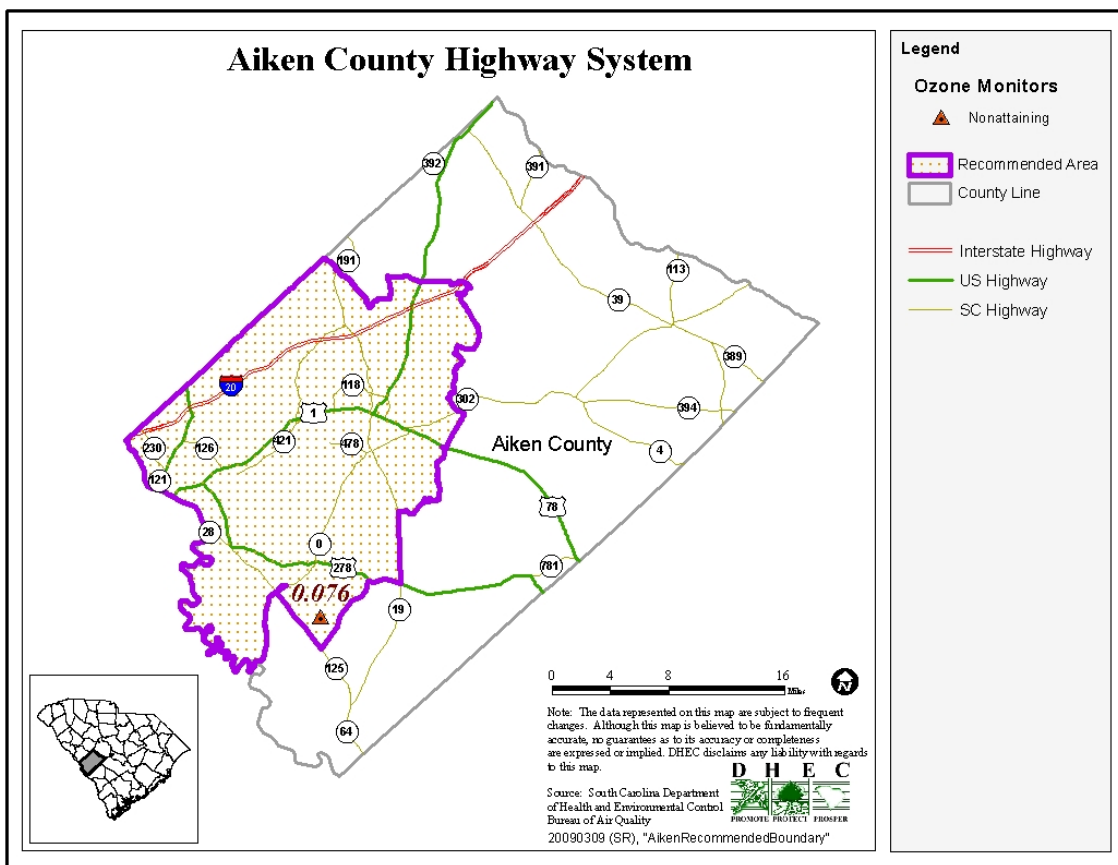 Aiken County Highway System
392
391
191
113
39
389
20
118
302
394
1
230
126
421
478
Aiken County
4
121
78
28
0
278
781
0.076
19
125
64
0 4 8 16
Miles
N
Note: The data represented on this map are subject to frequent
changes. Although this map is believed to be fundamentally
accurate, no guarantees as to its accuracy or completeness
are expressed or implied. DHEC disclaims any liability with regards
to this map.
D H E C
PROMOTE PROTECT PROSPER
Source: South Carolina Department
of Health and Environmental Control
Bureau of Air Quality
20090309 (SR), "AikenRecommendedBoundary"
Legend
Ozone Monitors
Nonattaining
Recommended Area
County Line
Interstate Highway
US Highway
SC Highway